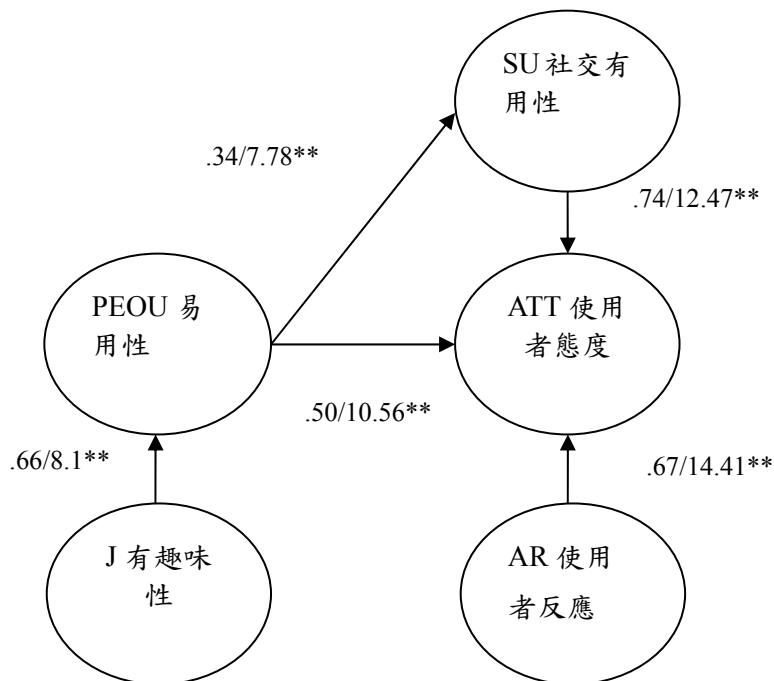 SU 社交有
用性
.34/7.78**
.74/12.47**
PEOU 易
用性
ATT 使用
者態度
.50/10.56**
.66/8.1**
.67/14.41**
J 有趣味
性
AR 使用
者反應